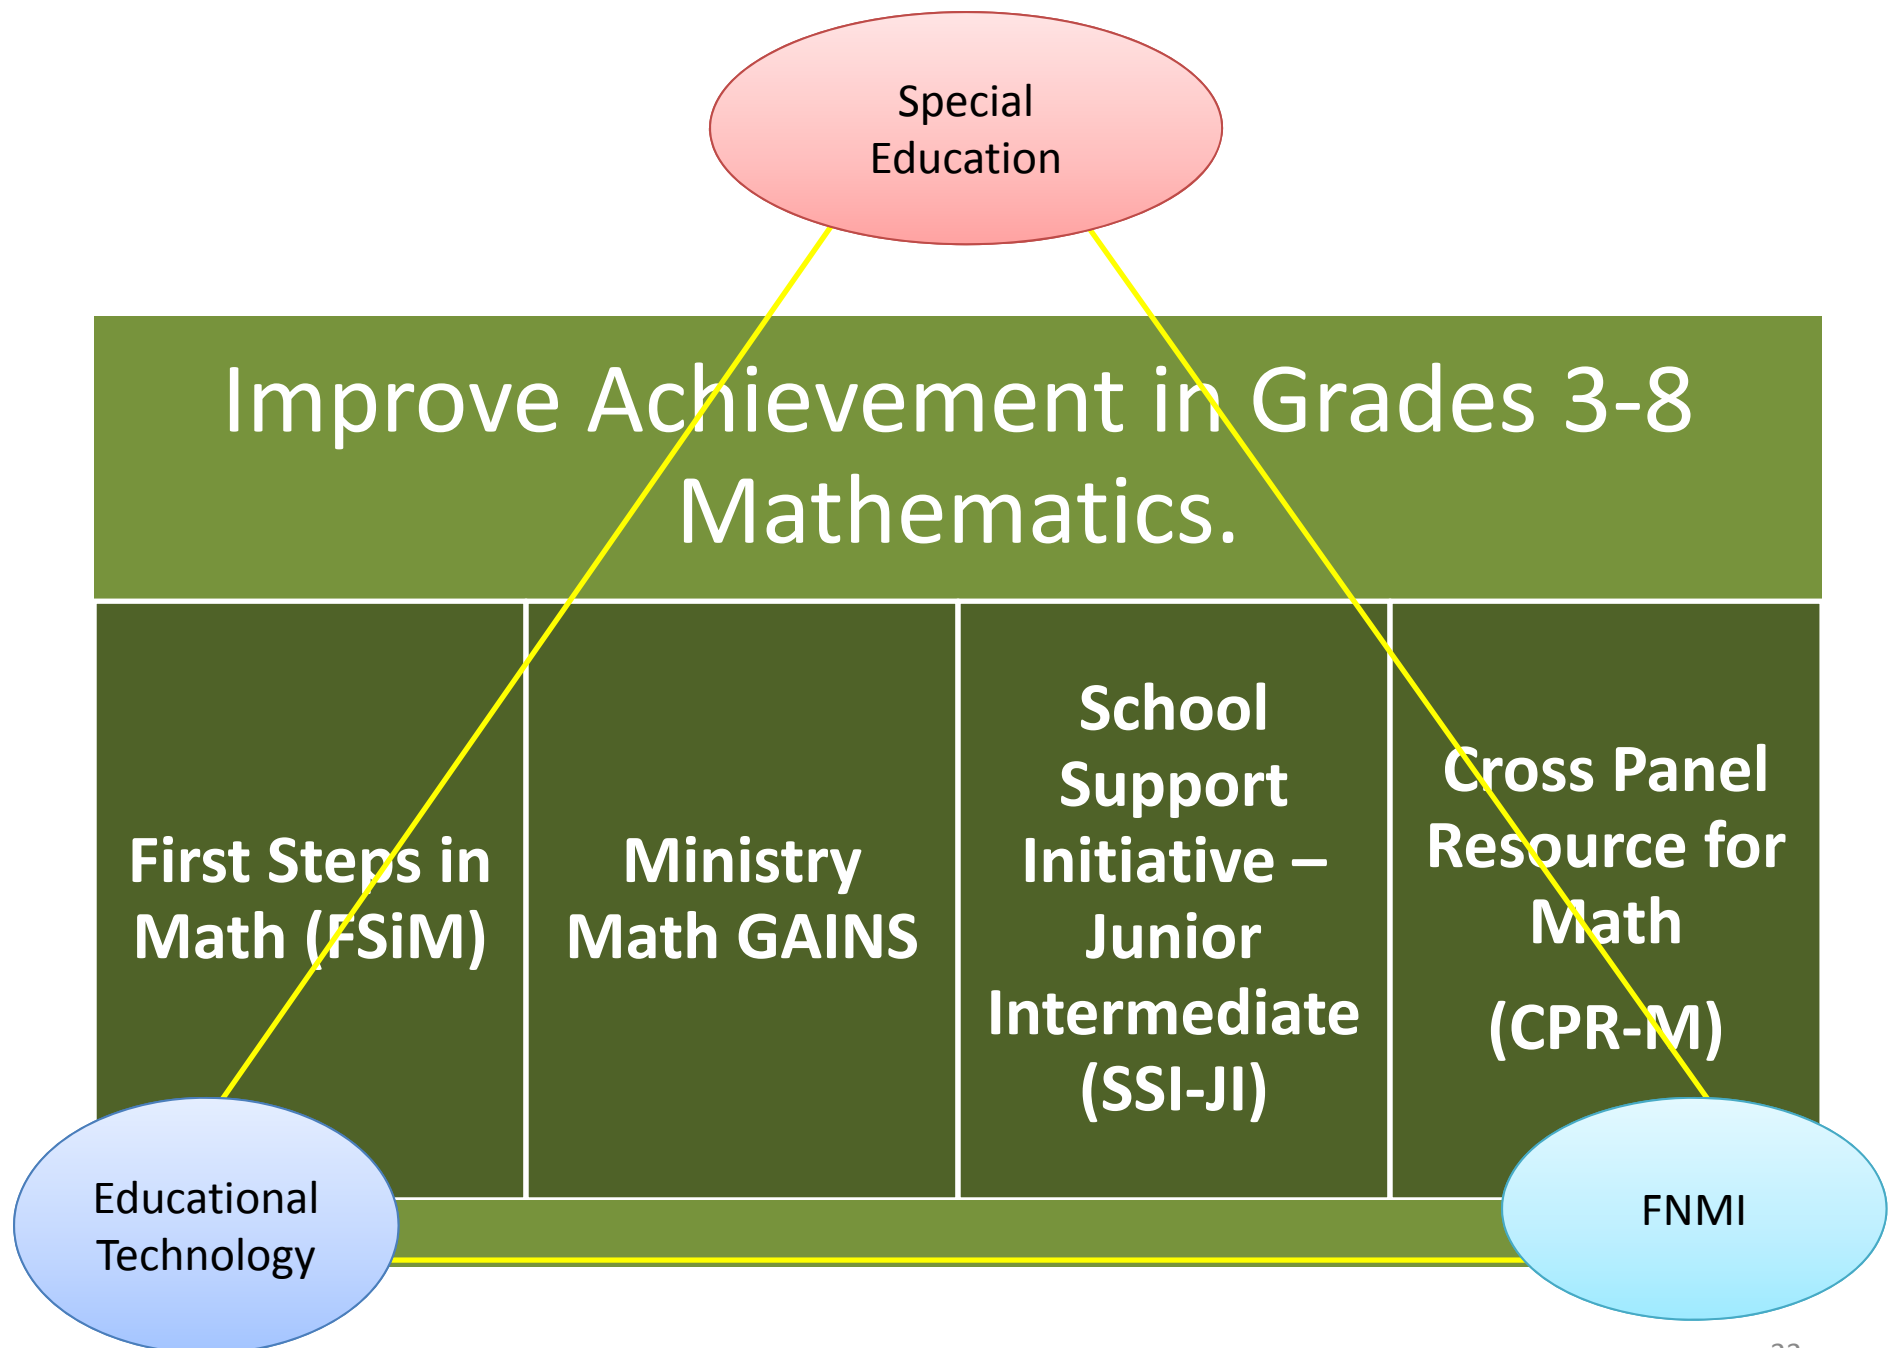 Special
Education
Improve Achievement in Grades 3-8
Mathematics.
First Steps in
Math (FSiM)
Ministry
Math GAINS
School
Support
Initiative –
Junior
Intermediate
(SSI-JI)
Cross Panel
Resource for
Math
(CPR-M)
Educational
Technology
FNMI